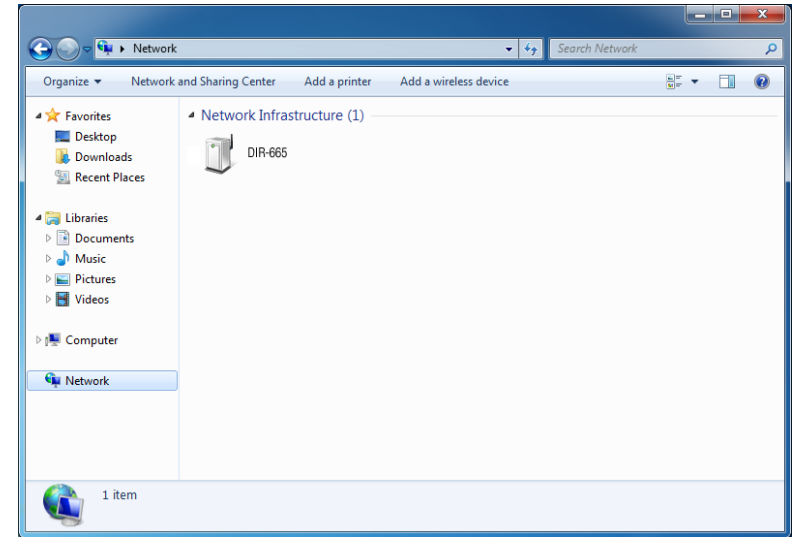 Network
Search Network
Organize
Network and Sharing Center
Add a printer
Add a wireless device
Favorites
Desktop
Downloads
Recent Places
Libraries
Documents
Music
Pictures
Videos
Computer
Network
Network Infrastructure (1)
DIR-665
1 item